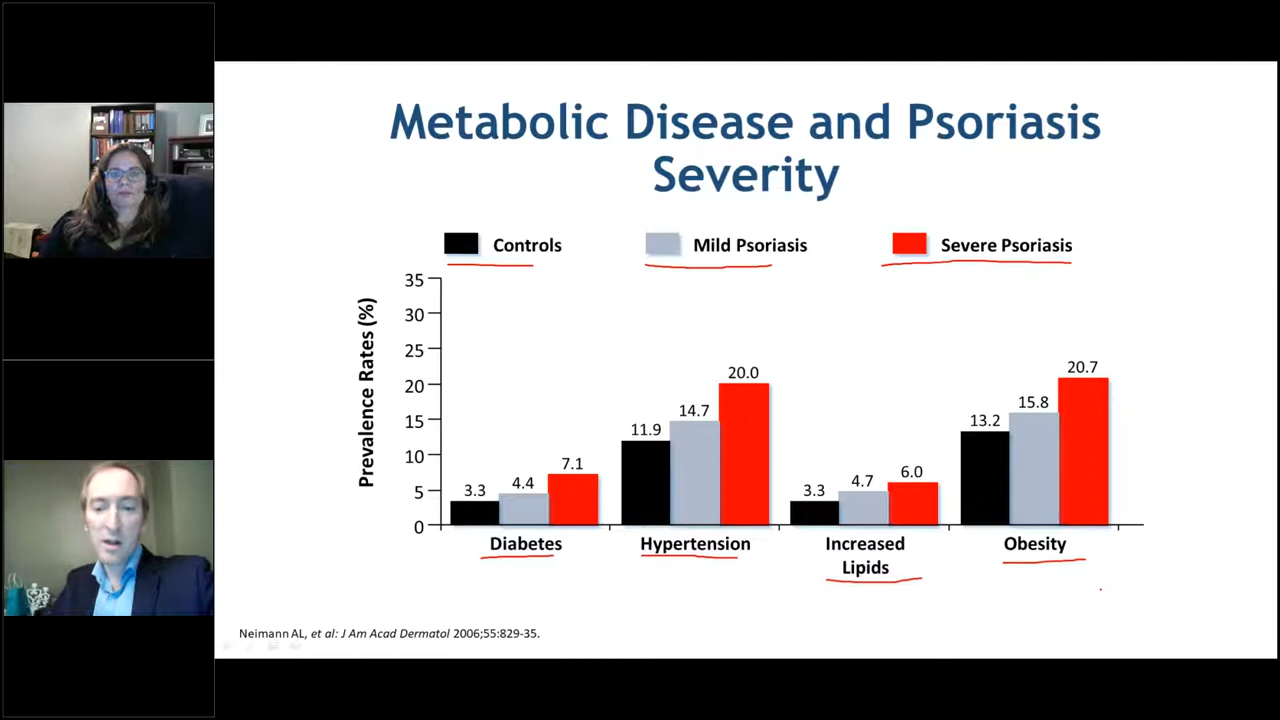 Metabolic Disease and Psoriasis
Severity
Controls
Mild Psoriasis
Severe Psoriasis
Prevalence Rates (%)
35
30
25
20
15
10
5
0
3.3
4.4
7.1
11.9
14.7
20.0
3.3
4.7
6.0
13.2
15.8
20.7
Diabetes
Hypertension
Increased
Lipids
Obesity
Neimann AL, et al: J Am Acad Dermatol 2006;55:829-35.